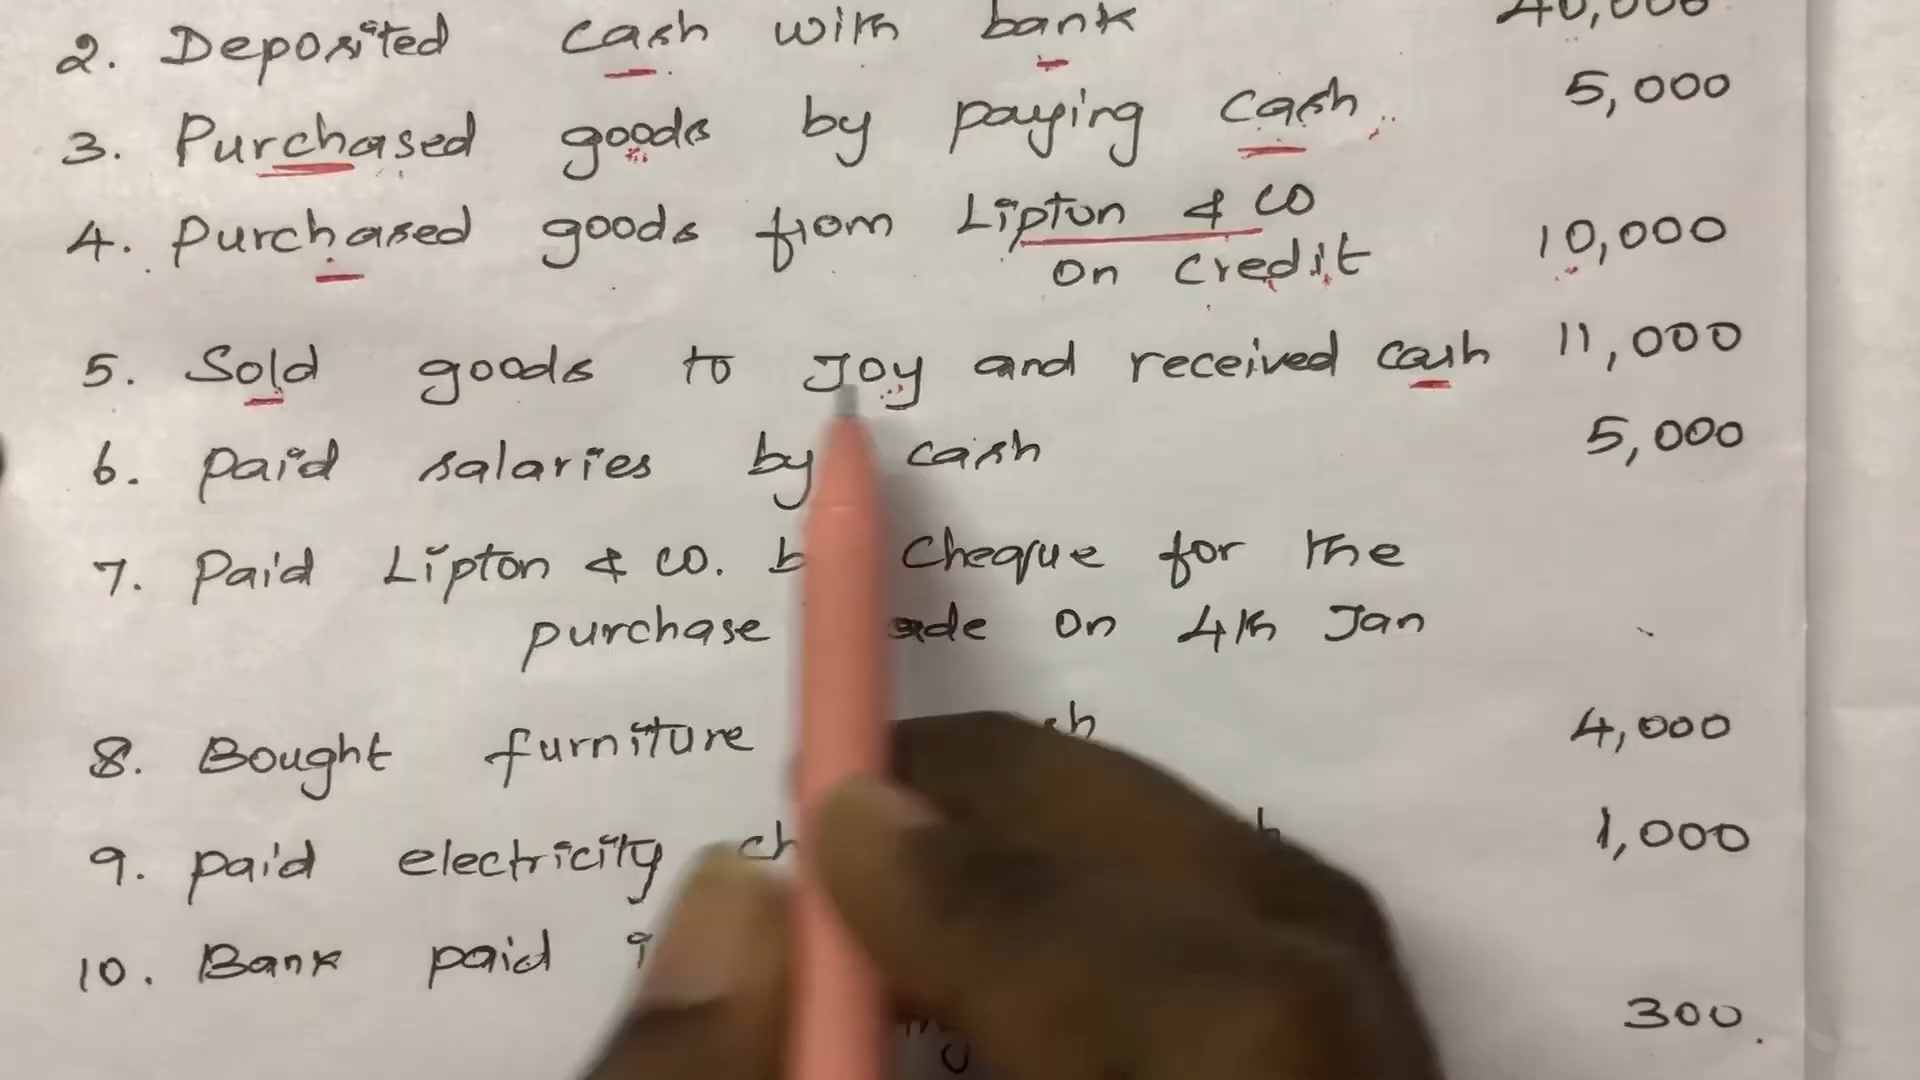 2. Deposited cash with bank 40,000
3. Purchased goods by paying cash 5,000
4. Purchased goods from Lipton & co
on credit 10,000
5. Sold goods to Joy and received cash 11,000
6. paid salaries by cash 5,000
7. Paid Lipton & co. Cheque for the
purchase on 4th Jan
8. Bought furniture 4,000
9. paid electricity 1,000
10. Bank paid
300